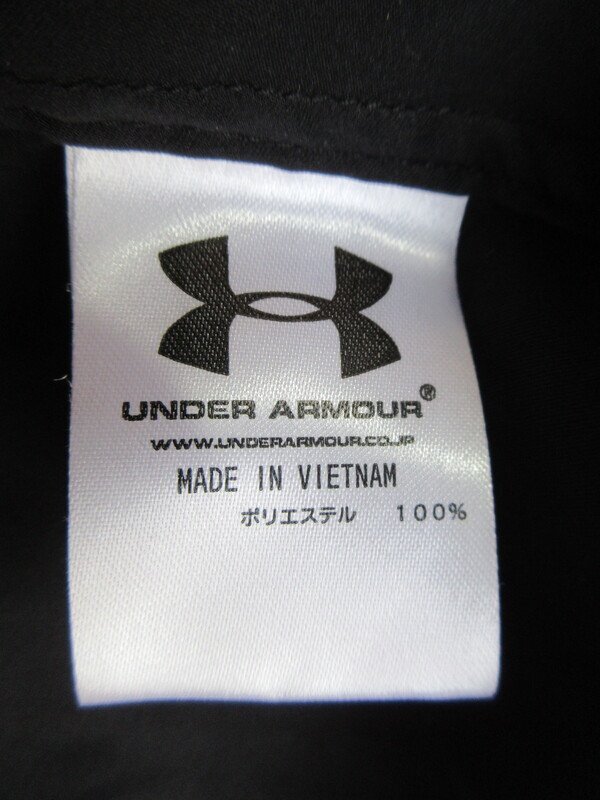 UNDER ARMOUR®
WWW.UNDERARMOUR.CO.JP
MADE IN VIETNAM
ポリエステル 100%